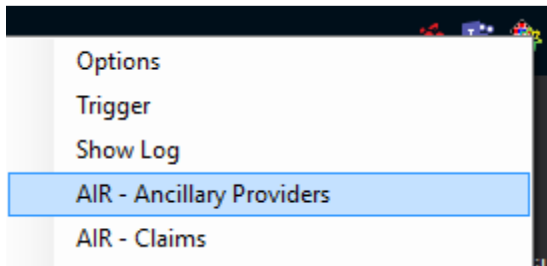 Options
Trigger
Show Log
AIR - Ancillary Providers
AIR - Claims